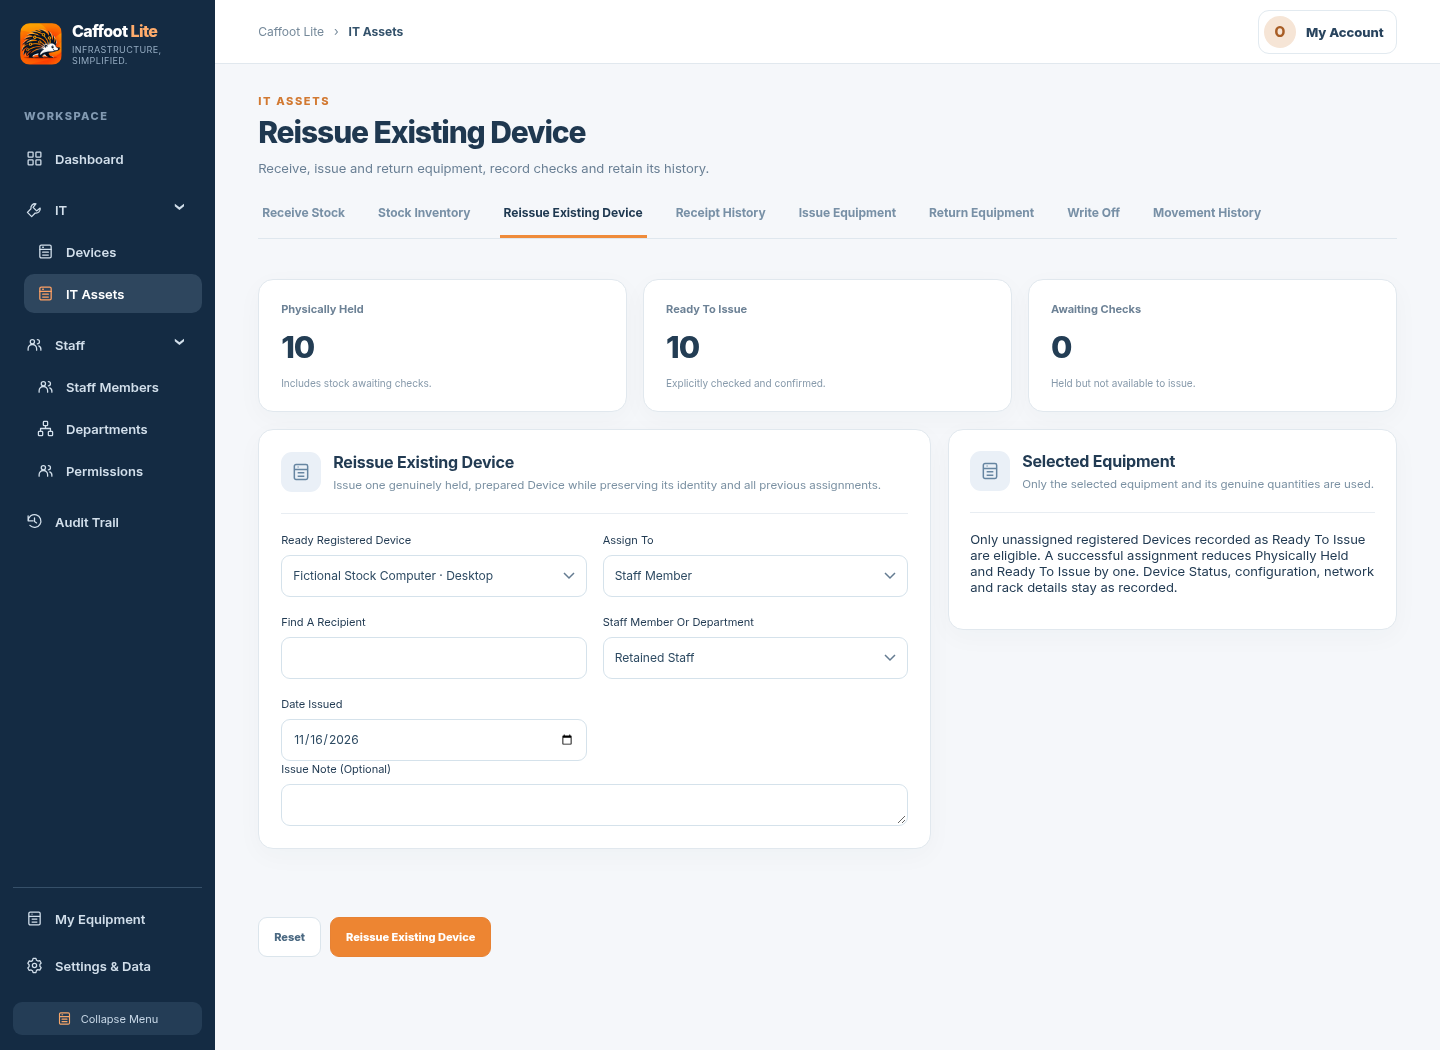 Caffoot Lite
INFRASTRUCTURE,
SIMPLIFIED.
WORKSPACE
Dashboard
IT
Devices
IT Assets
Staff
Staff Members
Departments
Permissions
Audit Trail
My Equipment
Settings & Data
Collapse Menu
Caffoot Lite › IT Assets
O My Account
IT ASSETS
Reissue Existing Device
Receive, issue and return equipment, record checks and retain its history.
Receive Stock Stock Inventory Reissue Existing Device Receipt History Issue Equipment Return Equipment Write Off Movement History
Physically Held
10
Includes stock awaiting checks.
Ready To Issue
10
Explicitly checked and confirmed.
Awaiting Checks
0
Held but not available to issue.
Reissue Existing Device
Issue one genuinely held, prepared Device while preserving its identity and all previous assignments.
Ready Registered Device
Fictional Stock Computer · Desktop
Assign To
Staff Member
Find A Recipient
Staff Member Or Department
Retained Staff
Date Issued
11/16/2026
Issue Note (Optional)
Selected Equipment
Only the selected equipment and its genuine quantities are used.
Only unassigned registered Devices recorded as Ready To Issue
are eligible. A successful assignment reduces Physically Held
and Ready To Issue by one. Device Status, configuration, network
and rack details stay as recorded.
Reset
Reissue Existing Device